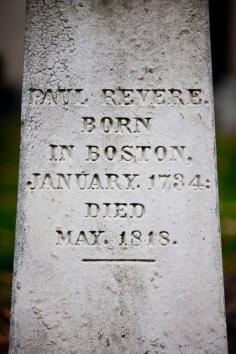 PAUL REVERE.
BORN
IN BOSTON.
JANUARY. 1734:
DIED
MAY. 1818.